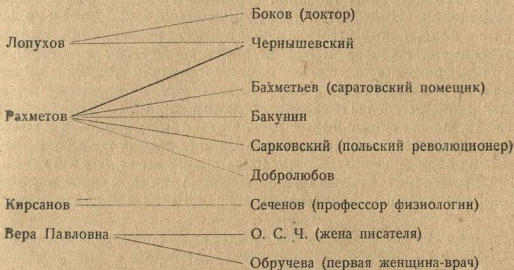 Боков (доктор)
Лопухов
Чернышевский
Бахметьев (саратовский помещик)
Рахметов
Бакунин
Сарковский (польский революционер)
Добролюбов
Кирсанов
Сеченов (профессор физиологии)
Вера Павловна
О. С. Ч. (жена писателя)
Обручева (первая женщина-врач)